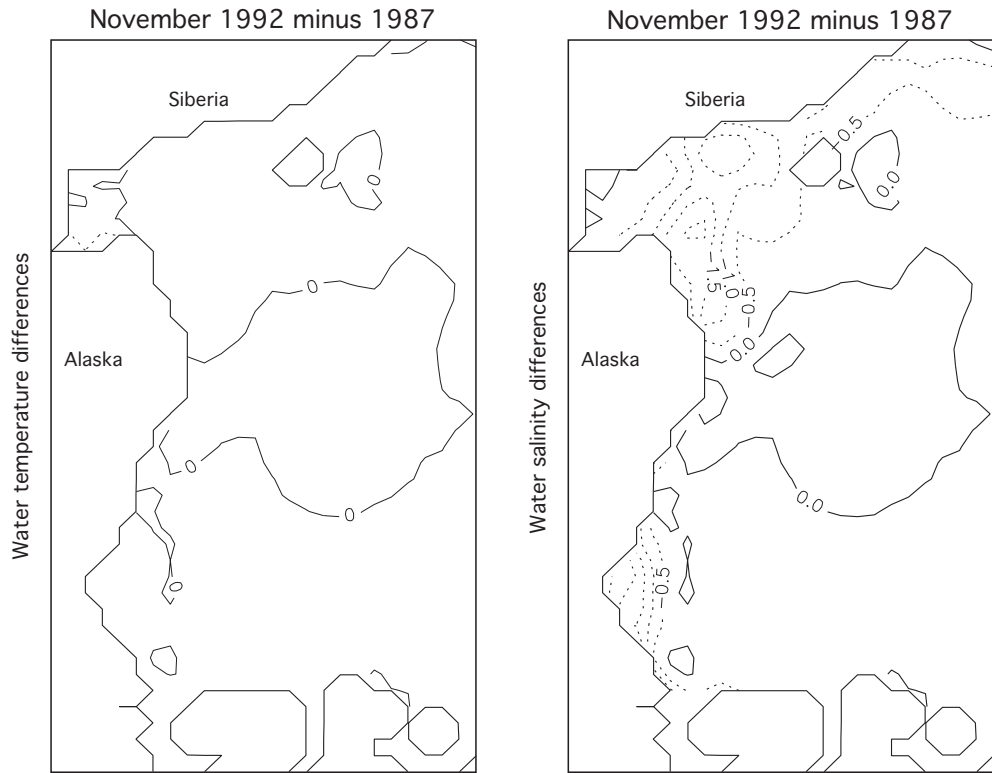 November 1992 minus 1987
Siberia
Alaska
Water temperature differences
0
0
0
0
0
November 1992 minus 1987
Siberia
Alaska
Water salinity differences
−0.5
0.0
−1.5
−1.0
−0.5
0.0
0.0
−0.5